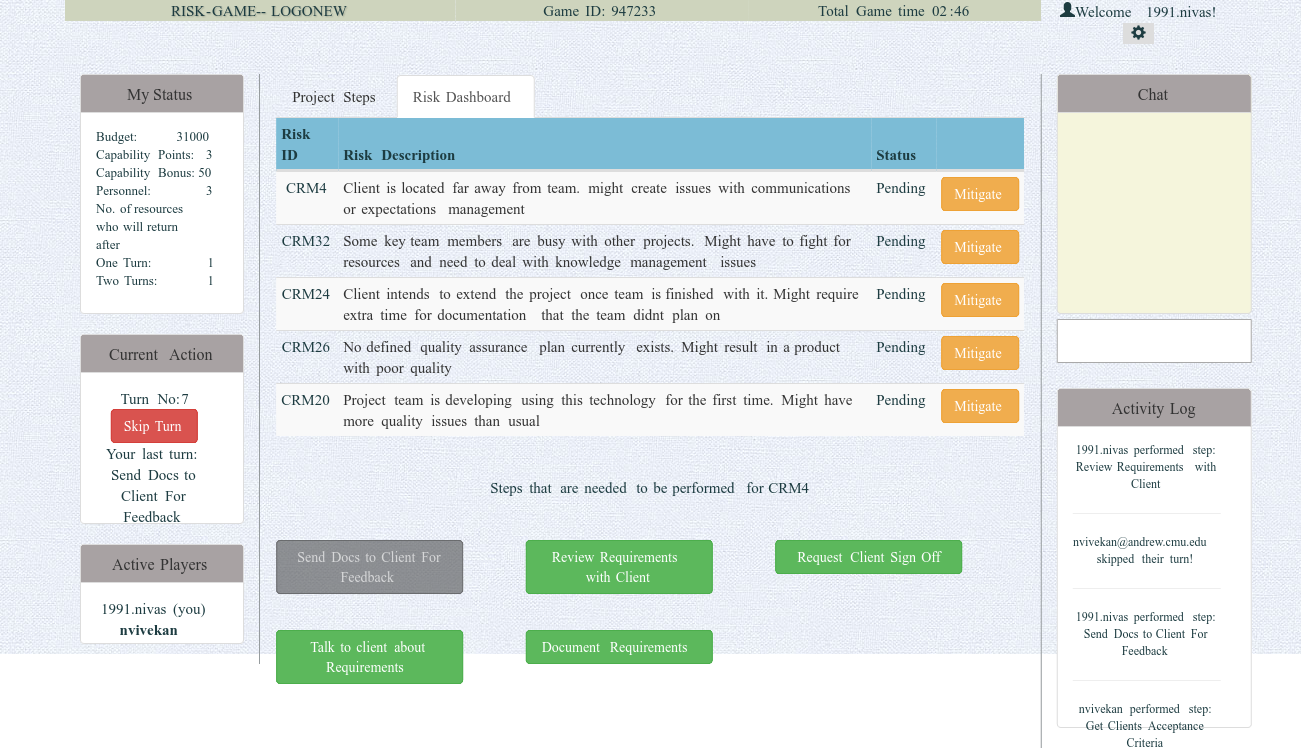 RISK-GAME-- LOGONEW
Game ID: 947233
Total Game time 02:46
Welcome 1991.nivas!
My Status
Budget: 31000
Capability Points: 3
Capability Bonus: 50
Personnel: 3
No. of resources
who will return
after
One Turn: 1
Two Turns: 1
Current Action
Turn No:7
Skip Turn
Your last turn:
Send Docs to
Client For
Feedback
Active Players
1991.nivas (you)
nvivekan
Project Steps
Risk Dashboard
Risk
ID Risk Description Status
CRM4 Client is located far away from team. might create issues with communications Pending Mitigate
or expectations management
CRM32 Some key team members are busy with other projects. Might have to fight for Pending Mitigate
resources and need to deal with knowledge management issues
CRM24 Client intends to extend the project once team is finished with it. Might require Pending Mitigate
extra time for documentation that the team didnt plan on
CRM26 No defined quality assurance plan currently exists. Might result in a product Pending Mitigate
with poor quality
CRM20 Project team is developing using this technology for the first time. Might have Pending Mitigate
more quality issues than usual
Steps that are needed to be performed for CRM4
Send Docs to Client For
Feedback
Review Requirements
with Client
Request Client Sign Off
Talk to client about
Requirements
Document Requirements
Chat
Activity Log
1991.nivas performed step:
Review Requirements with
Client
nvivekan@andrew.cmu.edu
skipped their turn!
1991.nivas performed step:
Send Docs to Client For
Feedback
nvivekan performed step:
Get Clients Acceptance
Criteria